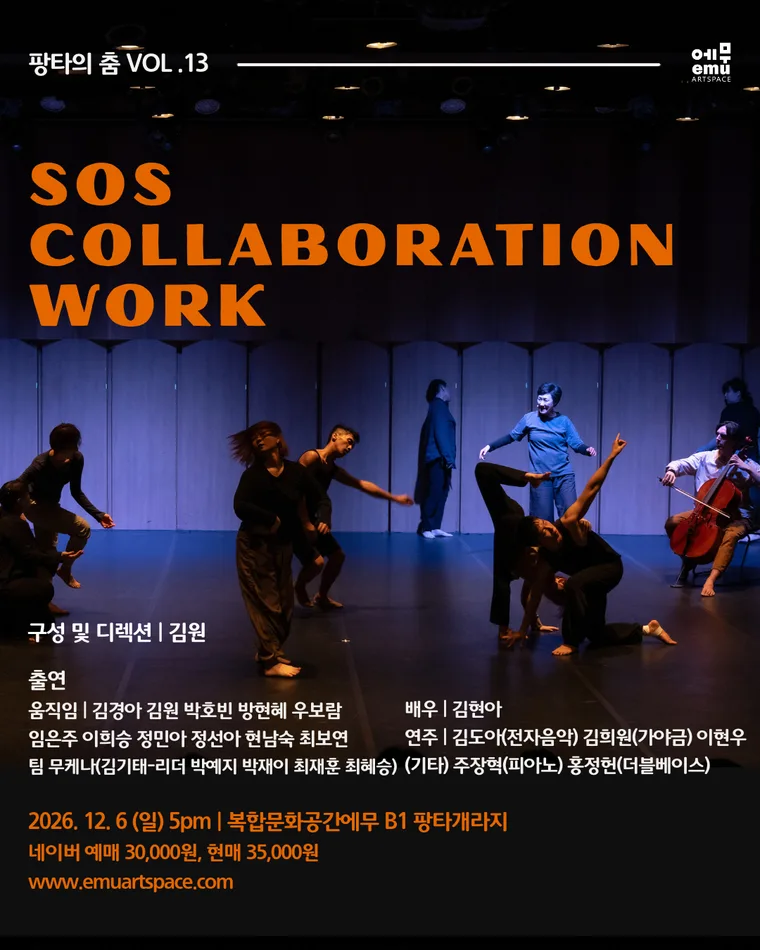 팡타의 춤 VOL .13
에무
emu
ARTSPACE
SOS
COLLABORATION
WORK
구성 및 디렉션 | 김원
출연
움직임 | 김경아 김원 박호빈 방현혜 우보람
임은주 이희승 정민아 정선아 현남숙 최보연
팀 무케나(김기태-리더 박예지 박재이 최재훈 최혜승)
배우 | 김현아
연주 | 김도아(전자음악) 김희원(가야금) 이현우
(기타) 주장혁(피아노) 홍정헌(더블베이스)
2026. 12. 6 (일) 5pm | 복합문화공간에무 B1 팡타개라지
네이버 예매 30,000원, 현매 35,000원
www.emuartspace.com